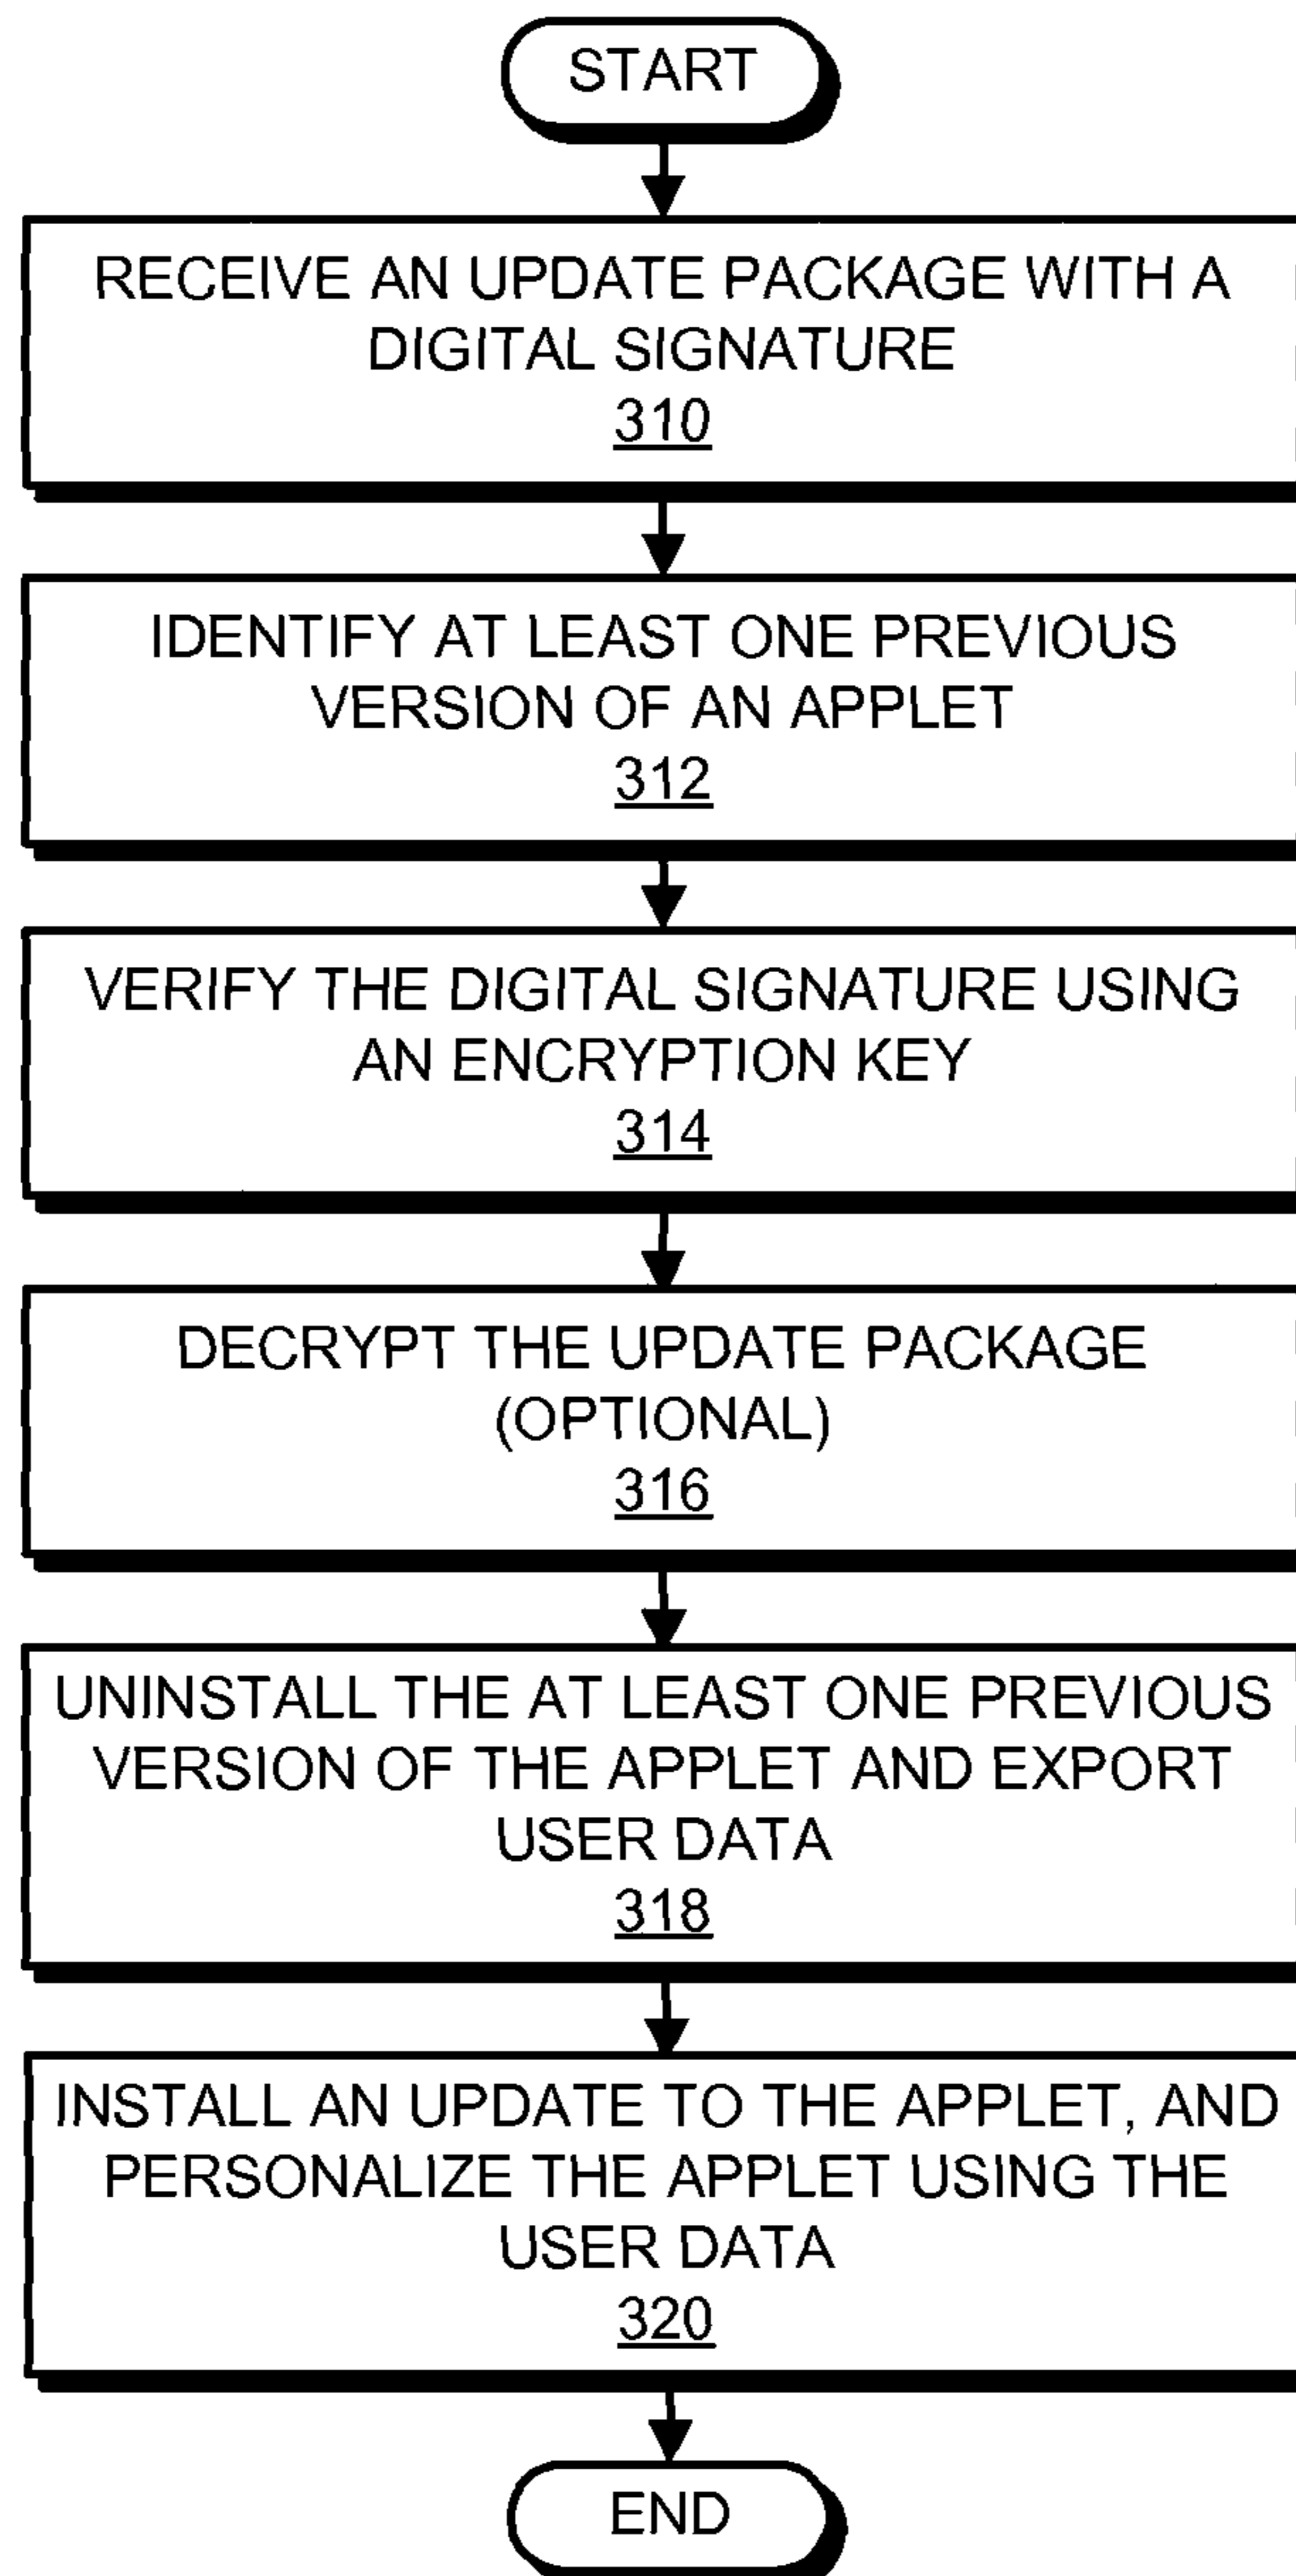 START
RECEIVE AN UPDATE PACKAGE WITH A
DIGITAL SIGNATURE
310
IDENTIFY AT LEAST ONE PREVIOUS
VERSION OF AN APPLET
312
VERIFY THE DIGITAL SIGNATURE USING
AN ENCRYPTION KEY
314
DECRYPT THE UPDATE PACKAGE
(OPTIONAL)
316
UNINSTALL THE AT LEAST ONE PREVIOUS
VERSION OF THE APPLET AND EXPORT
USER DATA
318
INSTALL AN UPDATE TO THE APPLET, AND
PERSONALIZE THE APPLET USING THE
USER DATA
320
END